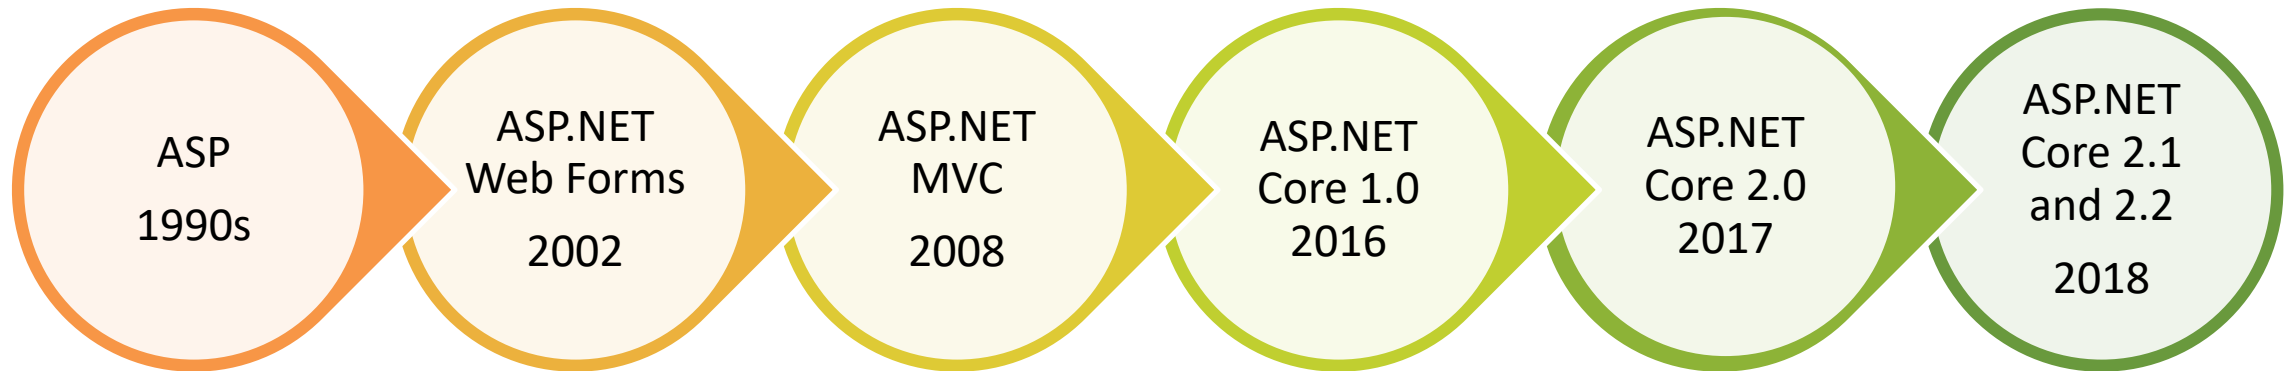 ASP
1990s
ASP.NET
Web Forms
2002
ASP.NET
MVC
2008
ASP.NET
Core 1.0
2016
ASP.NET
Core 2.0
2017
ASP.NET
Core 2.1
and 2.2
2018